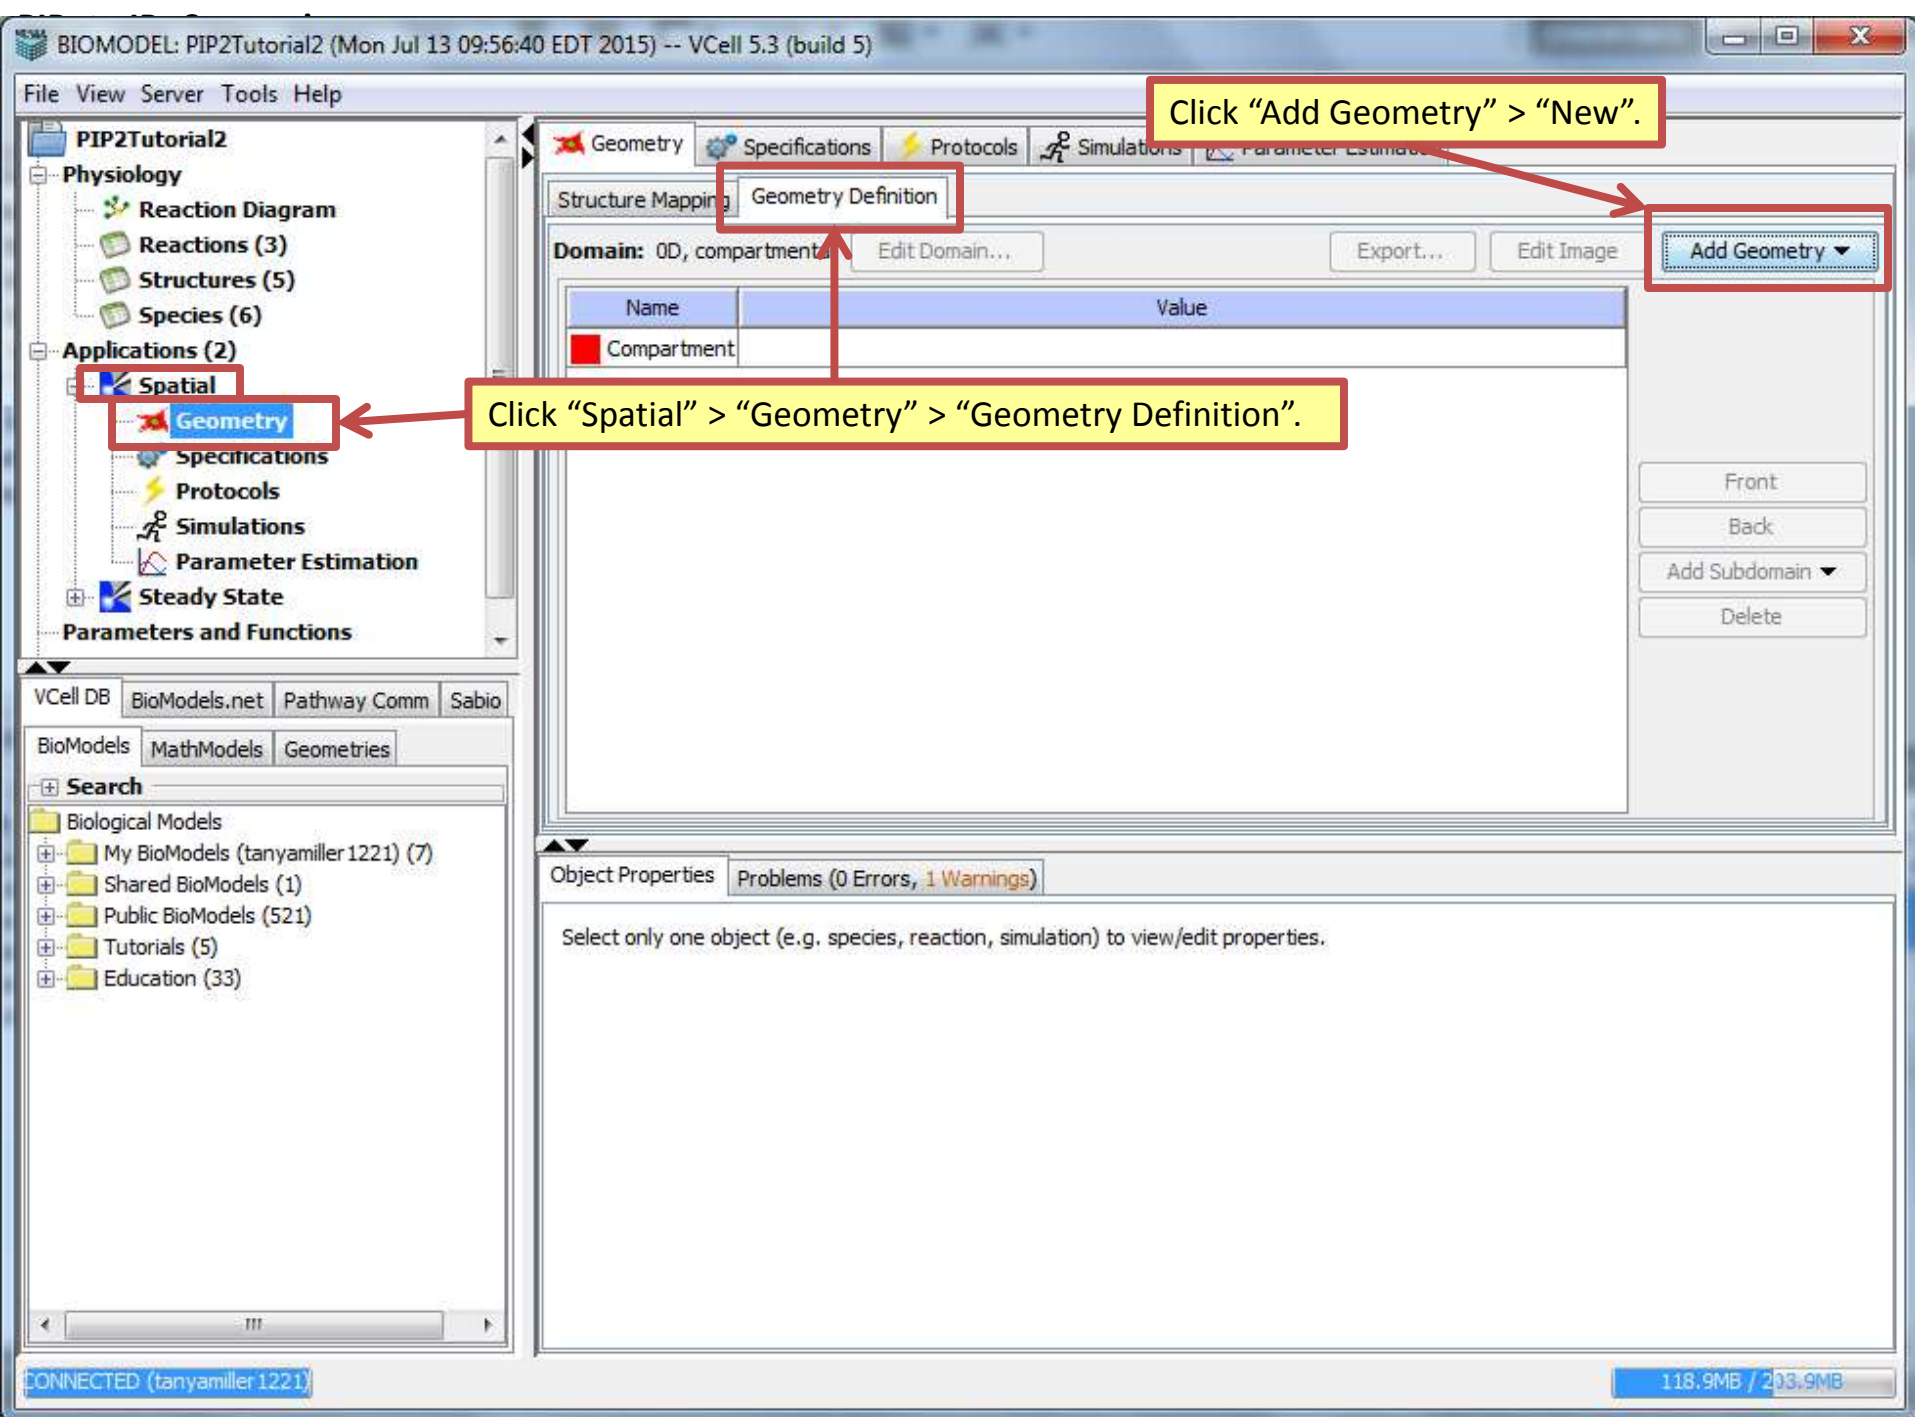 BIOMODEL: PIP2Tutorial2 (Mon Jul 13 09:56:40 EDT 2015) -- VCell 5.3 (build 5)
File View Server Tools Help
Click “Add Geometry” > “New”.
PIP2Tutorial2
Physiology
Reaction Diagram
Reactions (3)
Structures (5)
Species (6)
Applications (2)
Spatial
Geometry
Specifications
Protocols
Simulations
Parameter Estimation
Steady State
Parameters and Functions
Geometry Specifications Protocols Simulations Parameter Estimation
Structure Mapping Geometry Definition
Domain: 0D, compartmental Edit Domain... Export... Edit Image Add Geometry
Name Value
Compartment
Click “Spatial” > “Geometry” > “Geometry Definition”.
Front
Back
Add Subdomain
Delete
VCell DB BioModels.net Pathway Comm Sabio
BioModels MathModels Geometries
Search
Biological Models
My BioModels (tanyamiller1221) (7)
Shared BioModels (1)
Public BioModels (521)
Tutorials (5)
Education (33)
Object Properties Problems (0 Errors, 1 Warnings)
Select only one object (e.g. species, reaction, simulation) to view/edit properties.
CONNECTED (tanyamiller1221)
118.9MB / 203.9MB